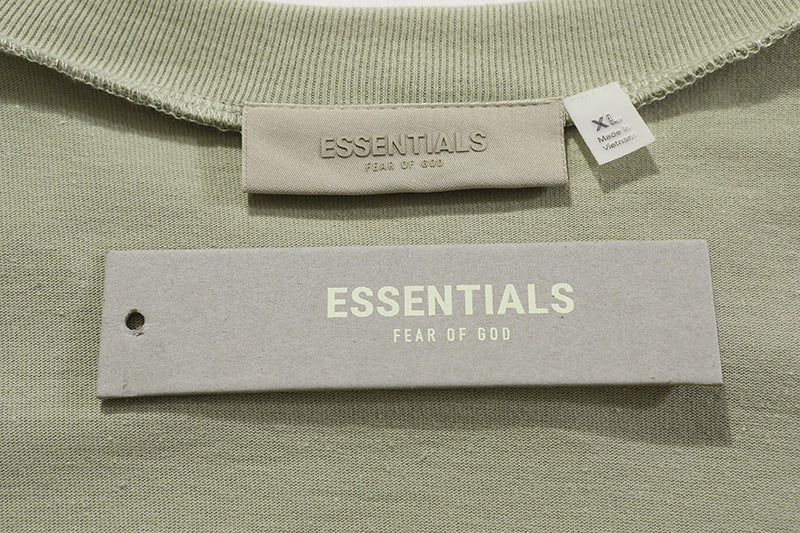 ESSENTIALS
FEAR OF GOD
XL
Made in
Vietnam
ESSENTIALS
FEAR OF GOD